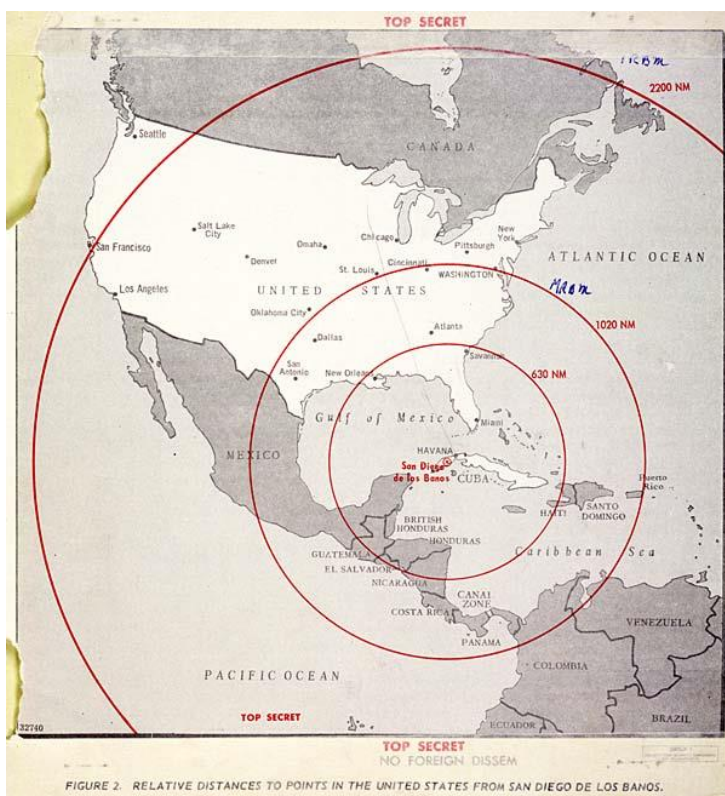 TOP SECRET
IRBM
2200 NM
Seattle
CANADA
Salt Lake
City
Omaha
Chicago
New
York
Pittsburgh
San Francisco
Denver
St. Louis
Cincinnati
WASHINGTON
ATLANTIC OCEAN
Los Angeles
UNITED STATES
MRBM
Oklahoma City
Atlanta
1020 NM
Dallas
Savannah
San
Antonio
New Orleans
630 NM
Gulf of Mexico
Miami
MEXICO
HAVANA
San Diego
de los Banos
CUBA
Puerto
Rico
HAITI
SANTO
DOMINGO
BRITISH
HONDURAS
HONDURAS
GUATEMALA
EL SALVADOR
Caribbean Sea
NICARAGUA
CANAL
ZONE
COSTA RICA
VENEZUELA
PANAMA
COLOMBIA
PACIFIC OCEAN
TOP SECRET
ECUADOR
BRAZIL
32740
TOP SECRET
NO FOREIGN DISSEM
FIGURE 2. RELATIVE DISTANCES TO POINTS IN THE UNITED STATES FROM SAN DIEGO DE LOS BANOS.